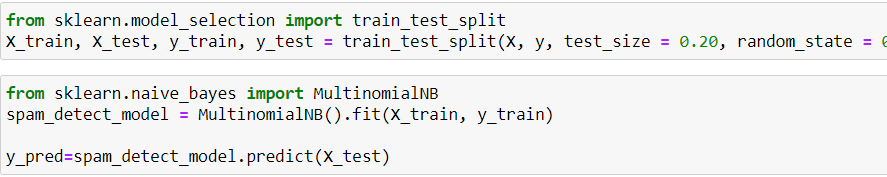 from sklearn.model_selection import train_test_split
X_train, X_test, y_train, y_test = train_test_split(X, y, test_size = 0.20, random_state =
from sklearn.naive_bayes import MultinomialNB
spam_detect_model = MultinomialNB().fit(X_train, y_train)
y_pred=spam_detect_model.predict(X_test)